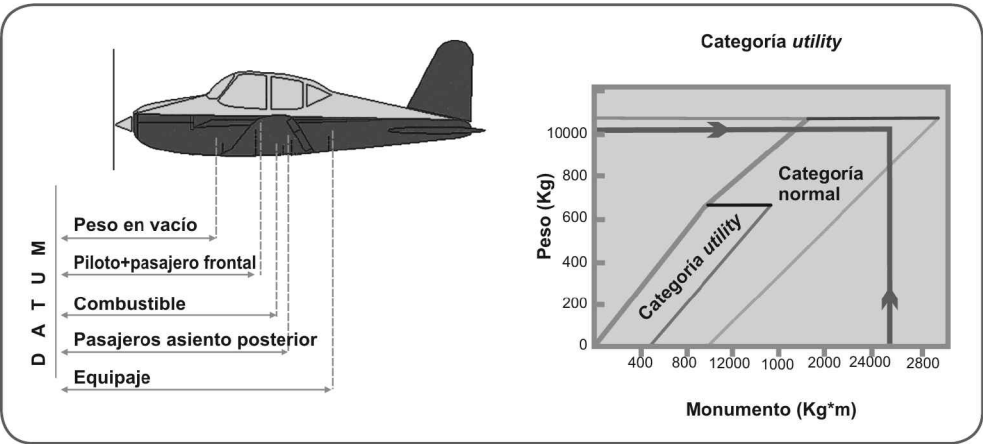 Categoría utility
DATUM
Peso en vacío
Piloto+pasajero frontal
Combustible
Pasajeros asiento posterior
Equipaje
Peso (Kg)
10000
800
600
400
200
0
Categoría normal
Categoría utility
400 800 12000 1000 2000 24000 2800
Monumento (Kg*m)